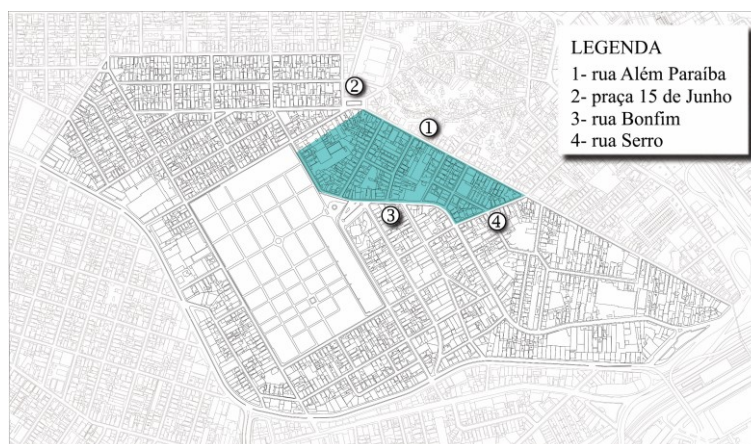 LEGENDA
1- rua Além Paraíba
2- praça 15 de Junho
3- rua Bonfim
4- rua Serro
2
1
3
4